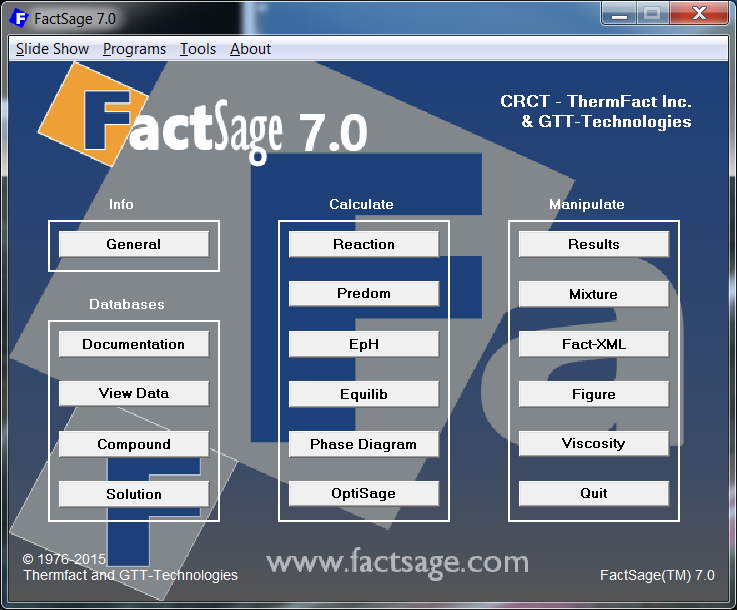 FactSage 7.0
Slide Show Programs Tools About
FactSage 7.0
CRCT - ThermFact Inc.
& GTT-Technologies
Info
General
Databases
Documentation
View Data
Compound
Solution
Calculate
Reaction
Predom
EpH
Equilib
Phase Diagram
OptiSage
Manipulate
Results
Mixture
Fact-XML
Figure
Viscosity
Quit
© 1976-2015
Thermfact and GTT-Technologies
www.factsage.com
FactSage(TM) 7.0
F
Fa
F